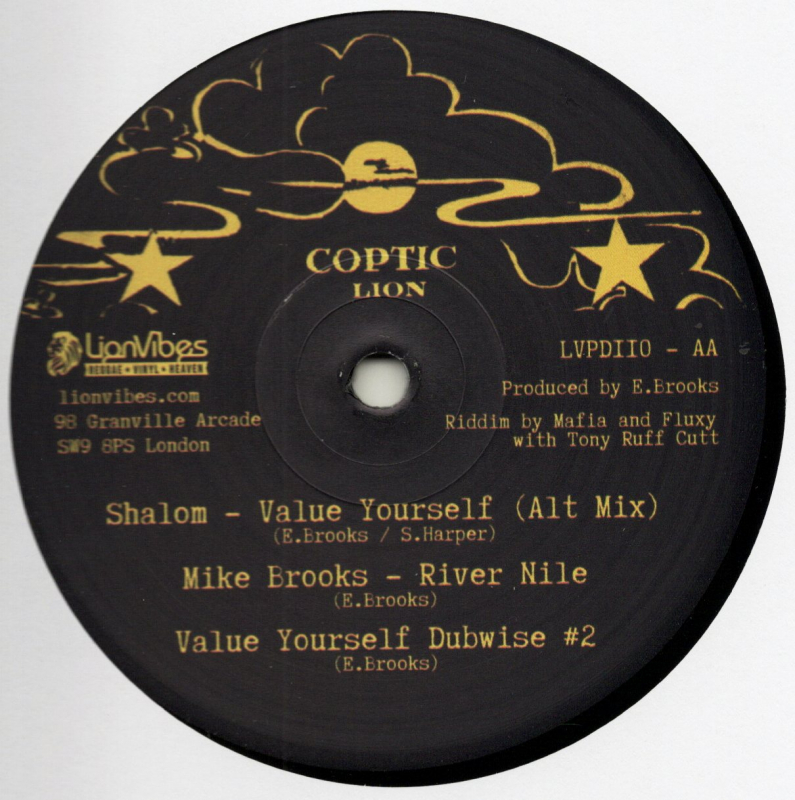 COPTIC
LION
LionVibes
REGGAE • VINYL • HEAVEN
lionvibes.com
98 Granville Arcade
SW9 8PS London
LVPDII0 - AA
Produced by E.Brooks
Riddim by Mafia and Fluxy
with Tony Ruff Cutt
Shalom - Value Yourself (Alt Mix)
(E.Brooks / S.Harper)
Mike Brooks - River Nile
(E.Brooks)
Value Yourself Dubwise #2
(E.Brooks)